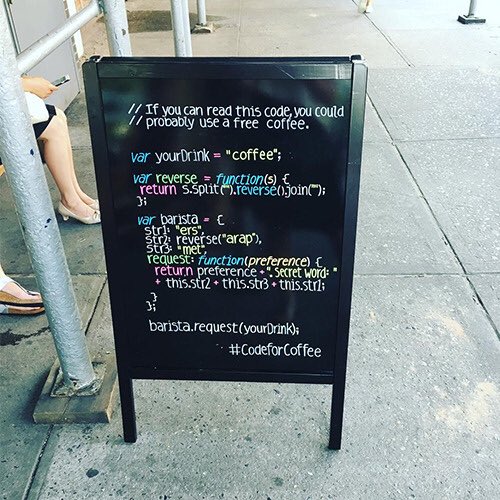 // If you can read this code, you could
// probably use a free coffee.
var yourDrink = "coffee";
var reverse = function(s) {
return s.split("").reverse().join("");
};
var barista = {
str1: "ers",
str2: reverse("arap"),
str3: "met",
request: function(preference) {
return preference + ". Secret word: "
+ this.str2 + this.str3 + this.str1;
}
};
barista.request(yourDrink);
#CodeforCoffee